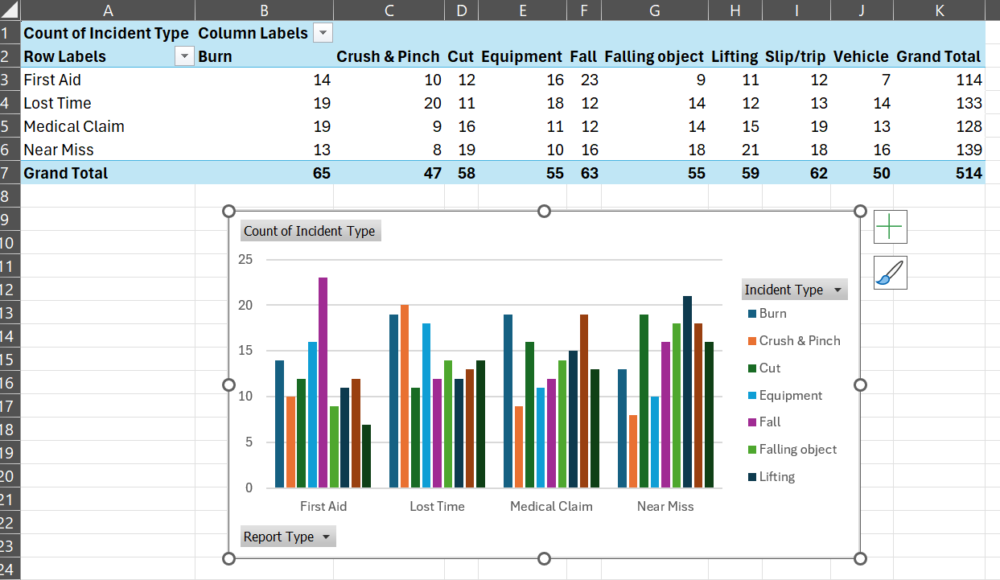 A B C D E F G H I J K
1 Count of Incident Type Column Labels
2 Row Labels Burn Crush & Pinch Cut Equipment Fall Falling object Lifting Slip/trip Vehicle Grand Total
3 First Aid 14 10 12 16 23 9 11 12 7 114
4 Lost Time 19 20 11 18 12 14 12 13 14 133
5 Medical Claim 19 9 16 11 12 14 15 19 13 128
6 Near Miss 13 8 19 10 16 18 21 18 16 139
7 Grand Total 65 47 58 55 63 55 59 62 50 514
8
9
10
11
12
13
14
15
16
17
18
19
20
21
22
23
24
Count of Incident Type
25
20
15
10
5
0
First Aid Lost Time Medical Claim Near Miss
Incident Type
Burn
Crush & Pinch
Cut
Equipment
Fall
Falling object
Lifting
Report Type